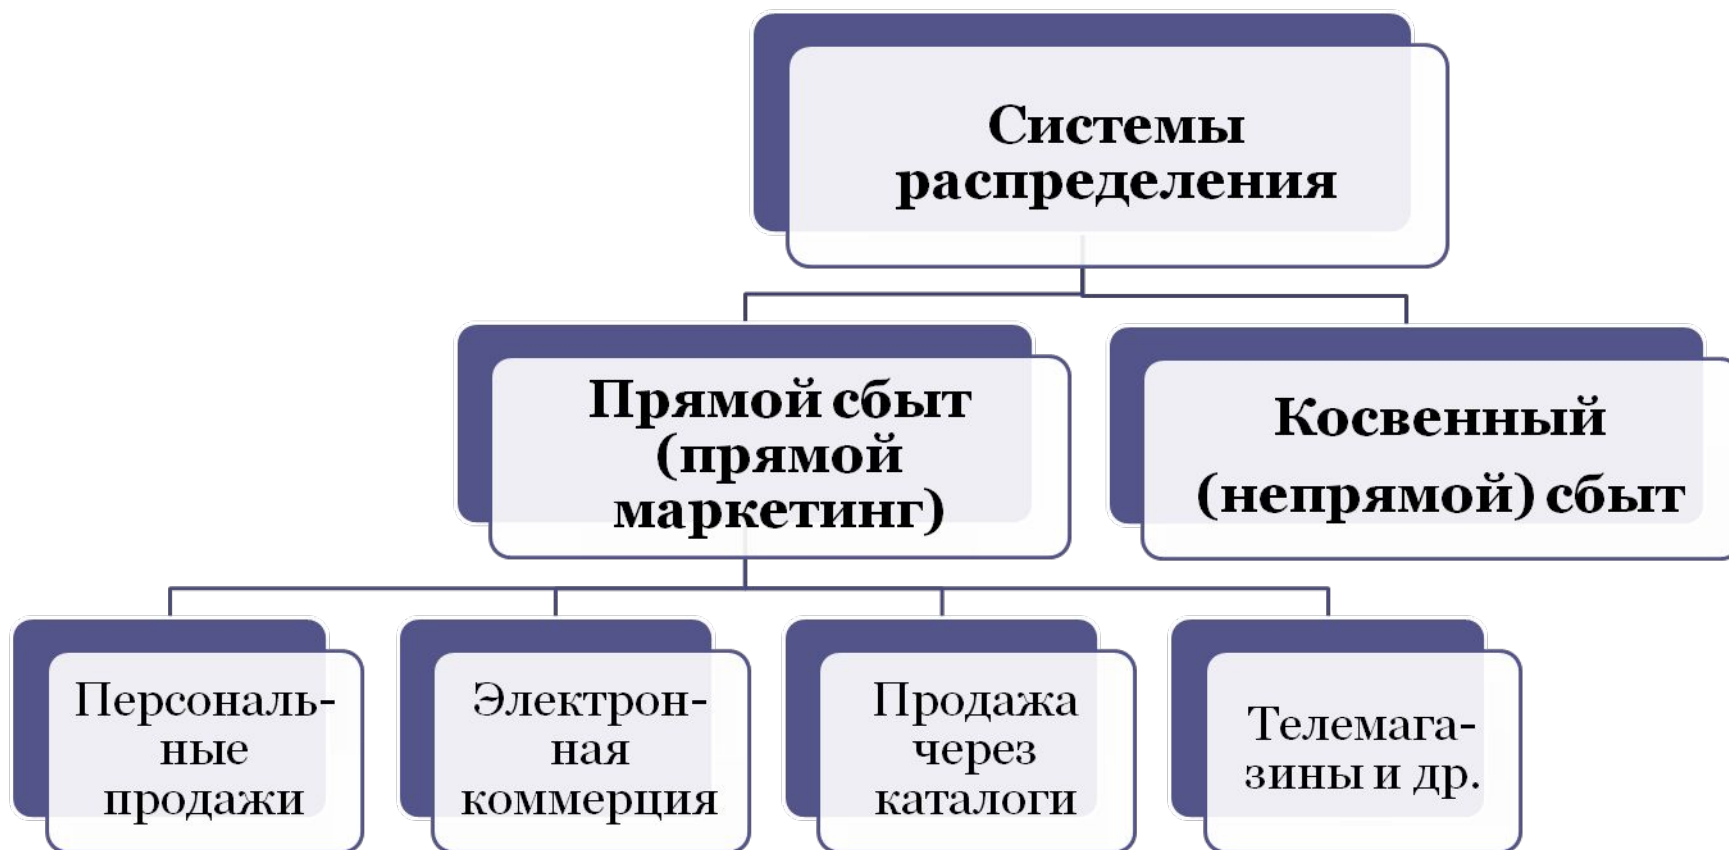 Системы
распределения
Прямой сбыт
(прямой
маркетинг)
Косвенный
(непрямой) сбыт
Персональ-
ные
продажи
Электрон-
ная
коммерция
Продажа
через
каталоги
Телемага-
зины и др.